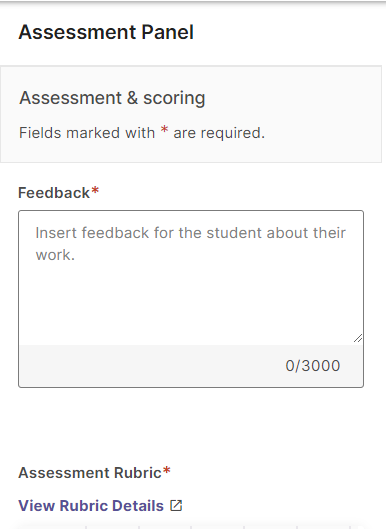 Assessment Panel
Assessment & scoring
Fields marked with * are required.
Feedback*
Insert feedback for the student about their
work.
0/3000
Assessment Rubric*
View Rubric Details